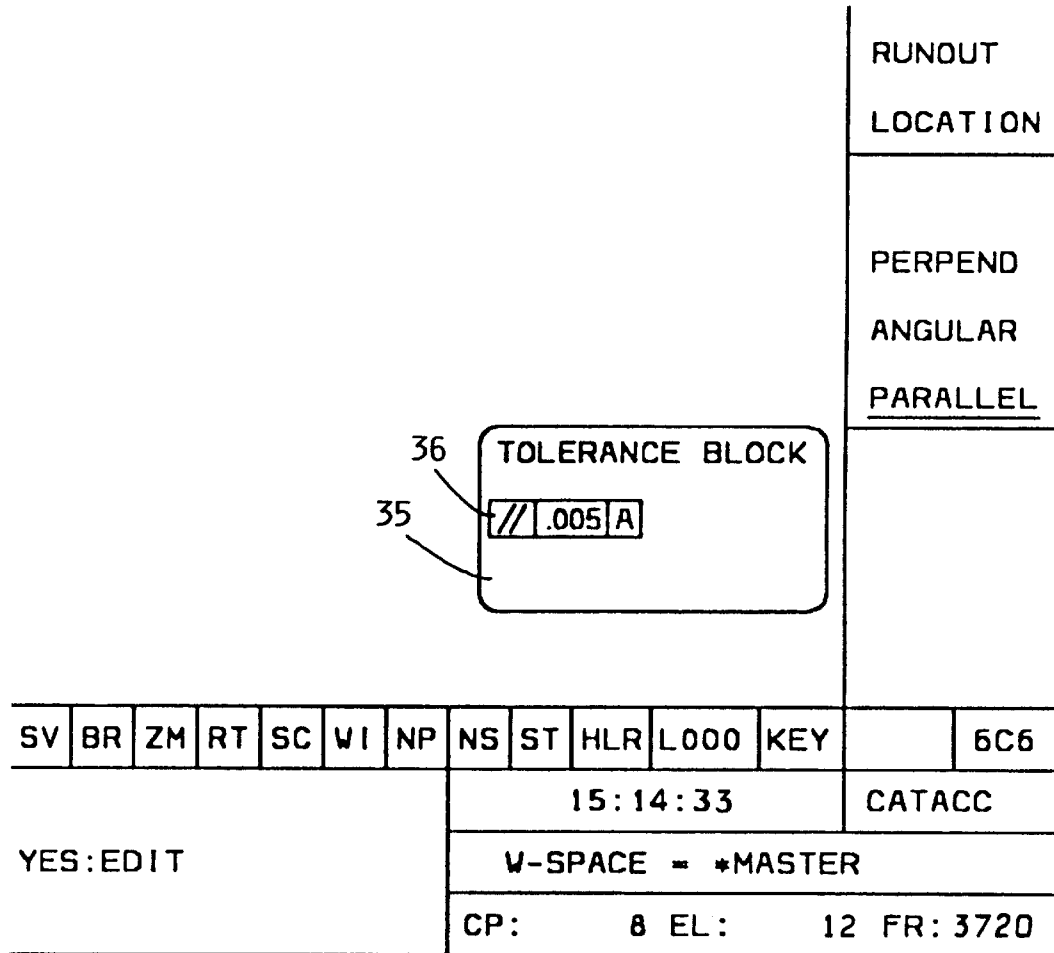 RUNOUT
LOCATION
PERPEND
ANGULAR
PARALLEL
36
TOLERANCE BLOCK
35
// .005 A
SV BR ZM RT SC WI NP NS ST HLR L000 KEY 6C6
15:14:33 CATACC
YES:EDIT
W-SPACE = *MASTER
CP: 8 EL: 12 FR: 3720